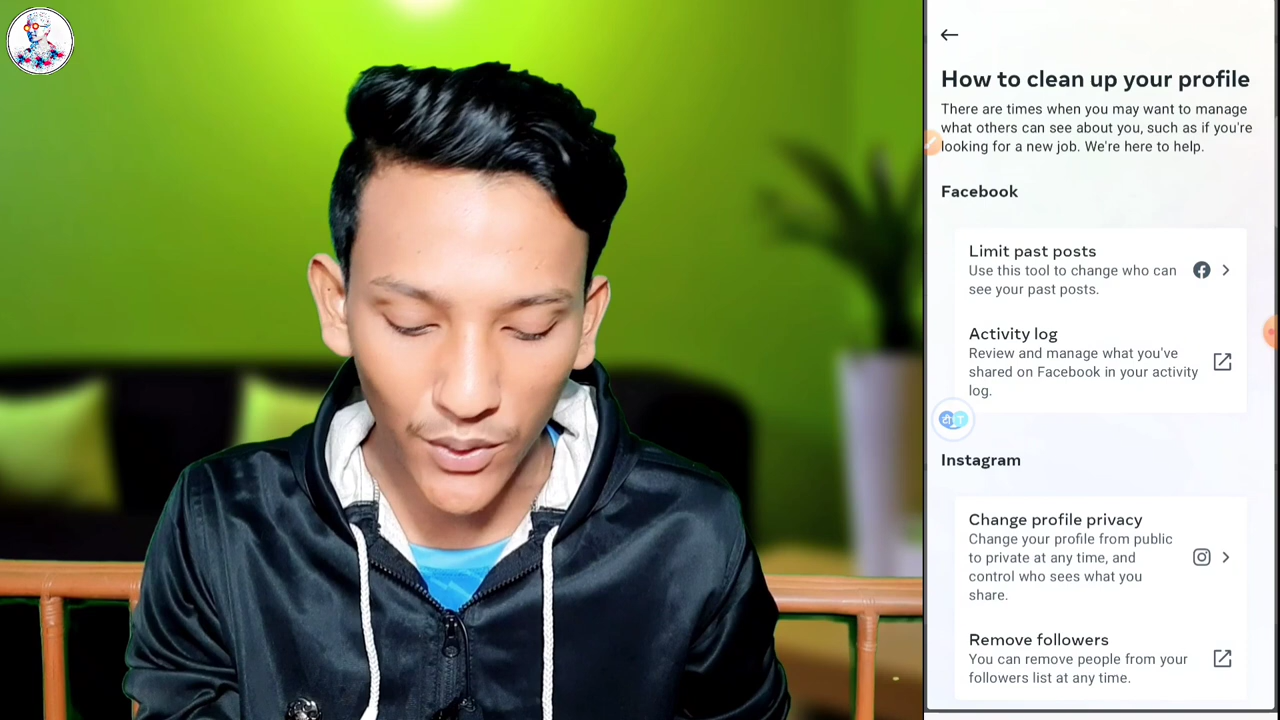 How to clean up your profile
There are times when you may want to manage
what others can see about you, such as if you're
looking for a new job. We're here to help.
Facebook
Limit past posts
Use this tool to change who can
see your past posts.
Activity log
Review and manage what you've
shared on Facebook in your activity
log.
टी T
Instagram
Change profile privacy
Change your profile from public
to private at any time, and
control who sees what you
share.
Remove followers
You can remove people from your
followers list at any time.